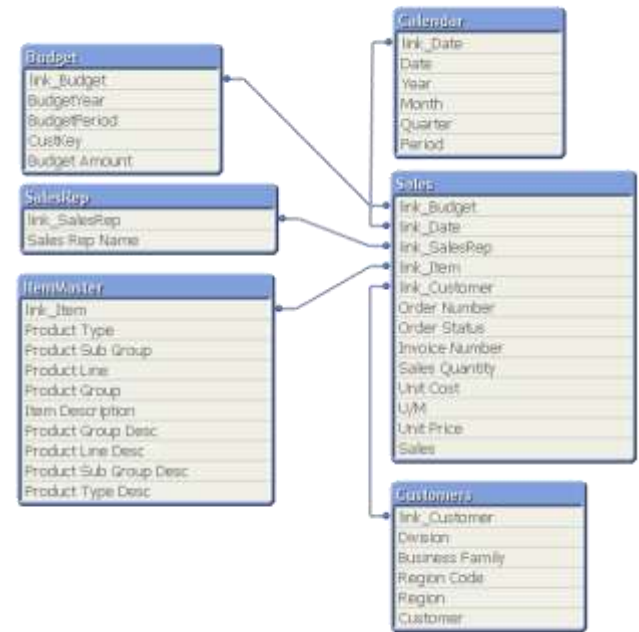 Budget
link_Budget
BudgetYear
BudgetPeriod
CustKey
Budget Amount
SalesRep
link_SalesRep
Sales Rep Name
ItemMaster
link_Item
Product Type
Product Sub Group
Product Line
Product Group
Item Description
Product Group Desc
Product Line Desc
Product Sub Group Desc
Product Type Desc
Calendar
link_Date
Date
Year
Month
Quarter
Period
Sales
link_Budget
link_Date
link_SalesRep
link_Item
link_Customer
Order Number
Order Status
Invoice Number
Sales Quantity
Unit Cost
U/M
Unit Price
Sales
Customers
link_Customer
Division
Business Family
Region Code
Region
Customer